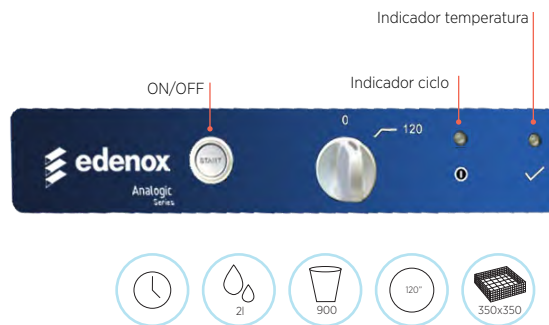 Indicador temperatura
ON/OFF
Indicador ciclo
edenox
Analogic
Series
START
0
120
2l
900
120"
350x350